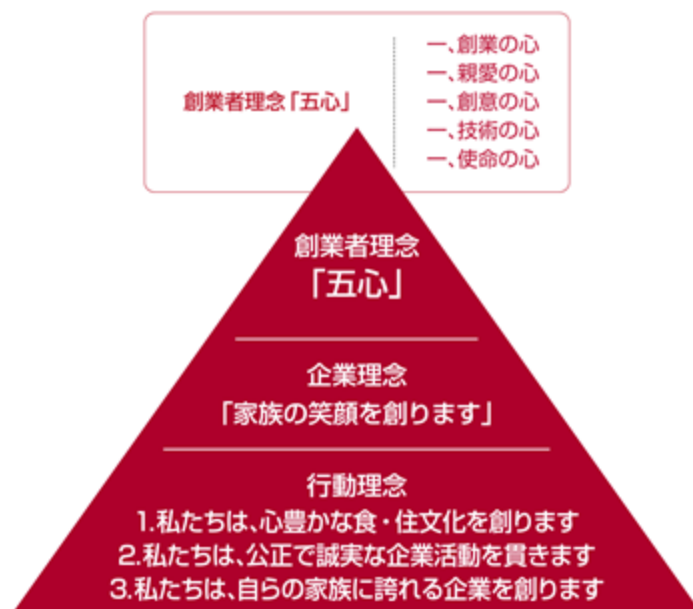 創業者理念「五心」
一、創業の心
一、親愛の心
一、創意の心
一、技術の心
一、使命の心
創業者理念
「五心」
企業理念
「家族の笑顔を創ります」
行動理念
1.私たちは、心豊かな食・住文化を創ります
2.私たちは、公正で誠実な企業活動を貫きます
3.私たちは、自らの家族に誇れる企業を創ります